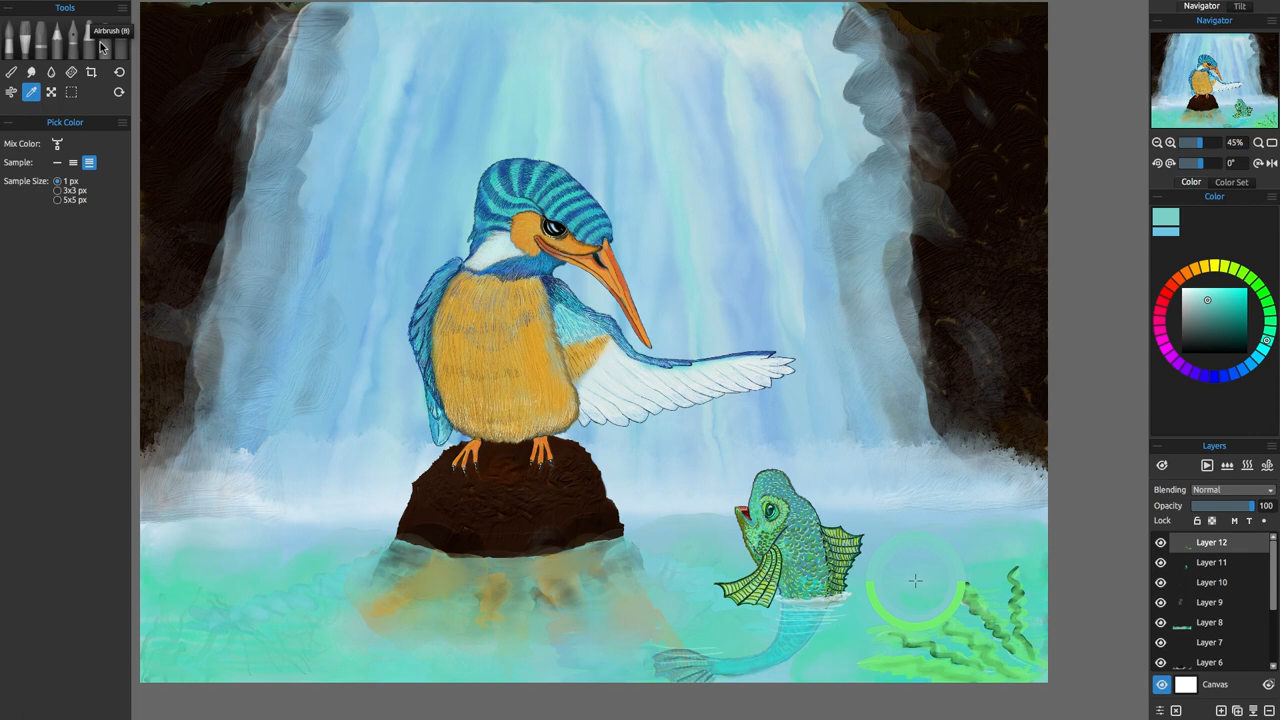 Tools
Airbrush (8)
Pick Color
Mix Color:
Sample:
Sample Size:
1 px
3x3 px
5x5 px
Navigator
Tilt
Navigator
45%
0°
Color
Color Set
Color
Layers
Blending
Normal
Opacity
100
Lock
M
T
Layer 12
Layer 11
Layer 10
Layer 9
Layer 8
Layer 7
Layer 6
Canvas